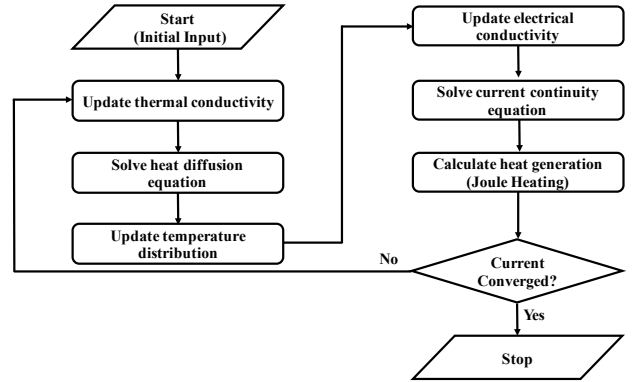 Start
(Initial Input)
Update thermal conductivity
Solve heat diffusion
equation
Update temperature
distribution
Update electrical
conductivity
Solve current continuity
equation
Calculate heat generation
(Joule Heating)
Current
Converged?
No
Yes
Stop